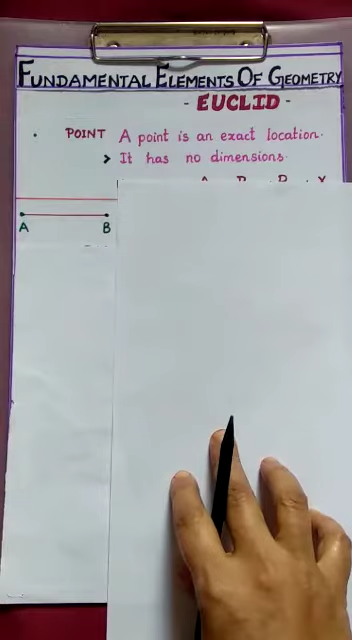 FUNDAMENTAL ELEMENTS OF GEOMETRY
- EUCLID -
. POINT A point is an exact location.
> It has no dimensions.
A B